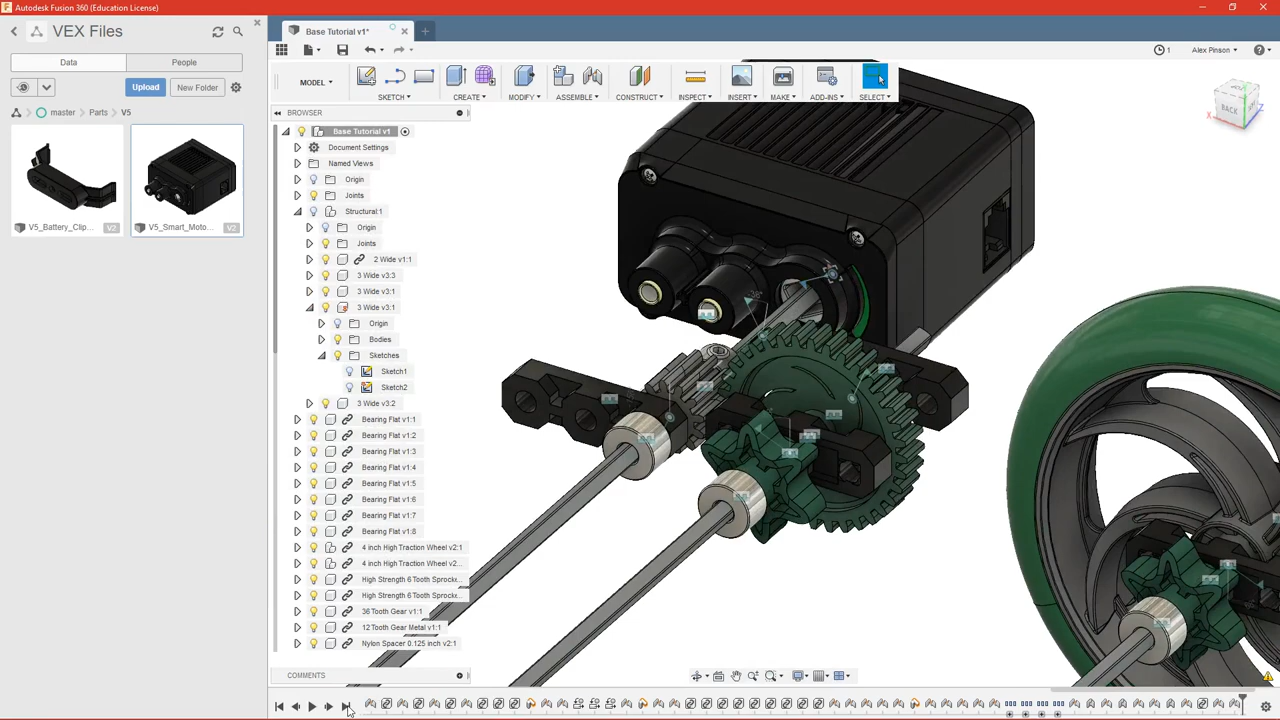 Autodesk Fusion 360 (Education License)
VEX Files
Base Tutorial v1*
Data
People
1
Alex Pinson
MODEL
SKETCH
CREATE
MODIFY
ASSEMBLE
CONSTRUCT
INSPECT
INSERT
MAKE
ADD-INS
SELECT
Upload
New Folder
master
Parts
V5
V5_Battery_Clip...
V2
V5_Smart_Moto...
V2
BROWSER
Base Tutorial v1
Document Settings
Named Views
Origin
Joints
Structural:1
Origin
Joints
2 Wide v1:1
3 Wide v3:3
3 Wide v3:1
3 Wide v3:1
Origin
Bodies
Sketches
Sketch1
Sketch2
3 Wide v3:2
Bearing Flat v1:1
Bearing Flat v1:2
Bearing Flat v1:3
Bearing Flat v1:4
Bearing Flat v1:5
Bearing Flat v1:6
Bearing Flat v1:7
Bearing Flat v1:8
4 inch High Traction Wheel v2:1
4 inch High Traction Wheel v2...
High Strength 6 Tooth Sprocke...
High Strength 6 Tooth Sprocke...
36 Tooth Gear v1:1
12 Tooth Gear Metal v1:1
Nylon Spacer 0.125 inch v2:1
COMMENTS
BACK
X
Z